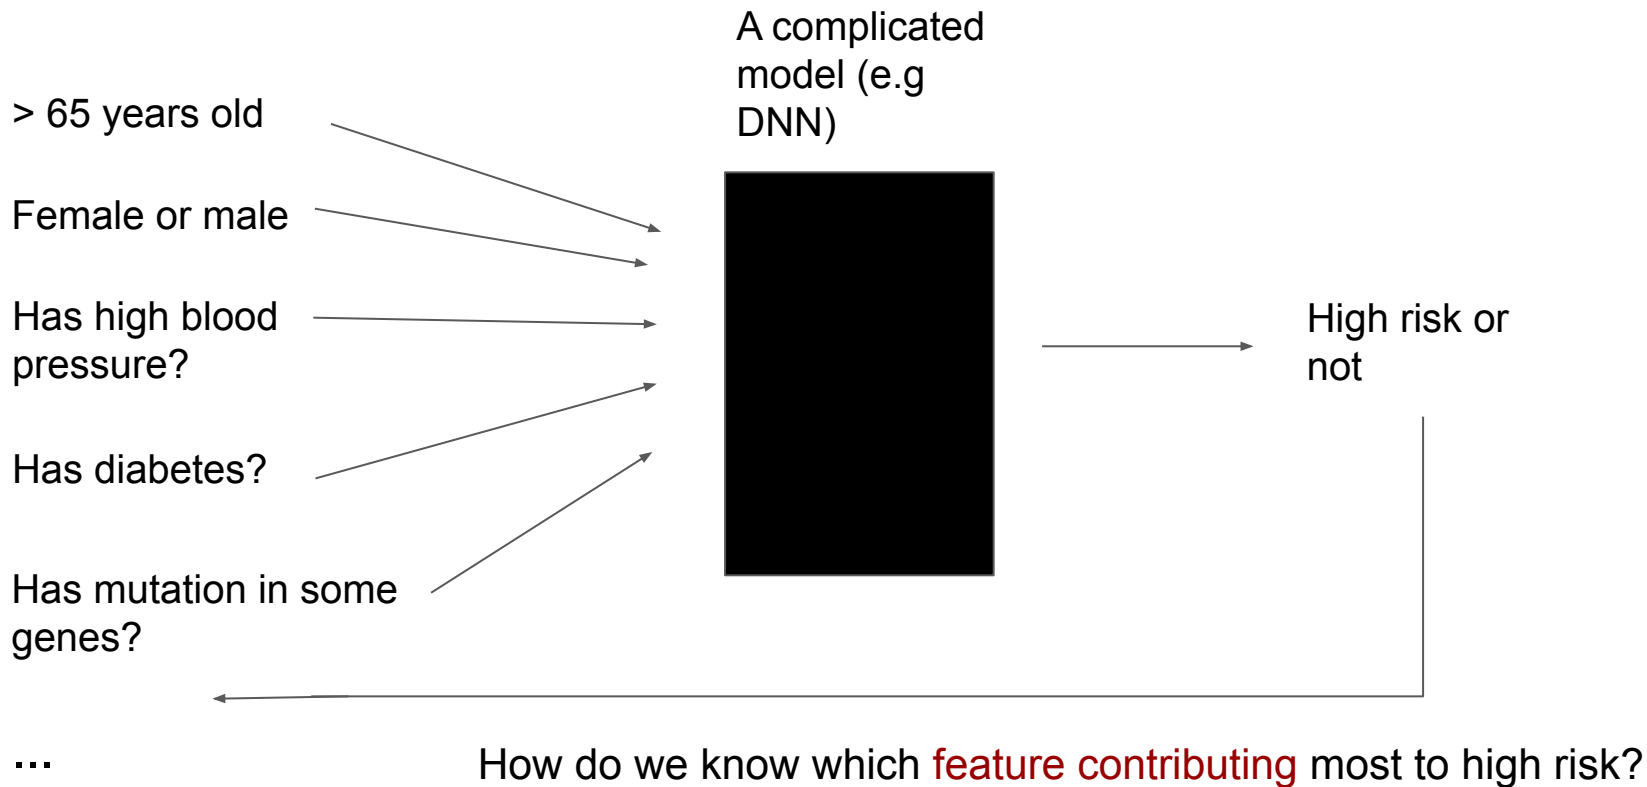 A complicated
model (e.g
DNN)
> 65 years old
Female or male
Has high blood
pressure?
High risk or
not
Has diabetes?
Has mutation in some
genes?
...
How do we know which feature contributing most to high risk?